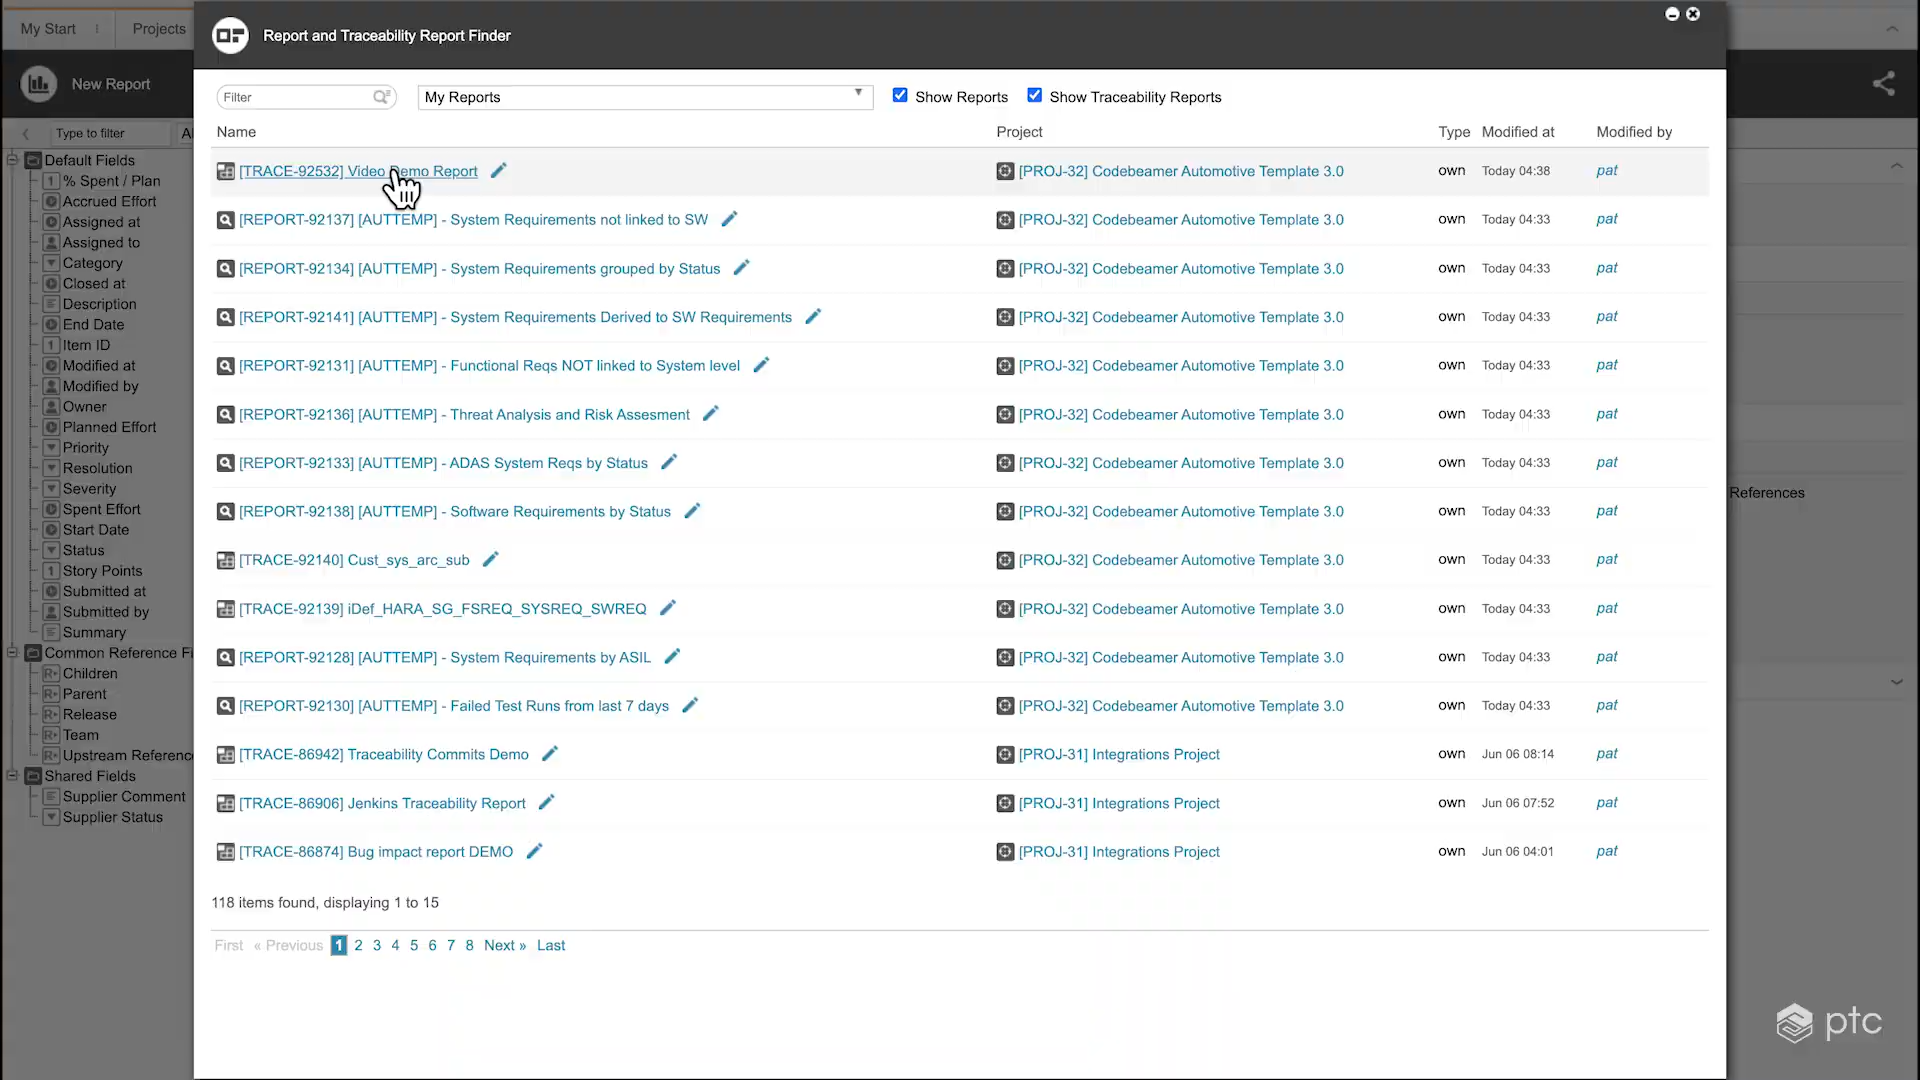 My Start
Projects
Report and Traceability Report Finder
New Report
Filter
My Reports
Show Reports
Show Traceability Reports
Type to filter
Al
Name
Project
Type
Modified at
Modified by
[TRACE-92532] Video Demo Report
[PROJ-32] Codebeamer Automotive Template 3.0
own
Today 04:38
pat
[REPORT-92137] [AUTTEMP] - System Requirements not linked to SW
[PROJ-32] Codebeamer Automotive Template 3.0
own
Today 04:33
pat
[REPORT-92134] [AUTTEMP] - System Requirements grouped by Status
[PROJ-32] Codebeamer Automotive Template 3.0
own
Today 04:33
pat
[REPORT-92141] [AUTTEMP] - System Requirements Derived to SW Requirements
[PROJ-32] Codebeamer Automotive Template 3.0
own
Today 04:33
pat
[REPORT-92131] [AUTTEMP] - Functional Reqs NOT linked to System level
[PROJ-32] Codebeamer Automotive Template 3.0
own
Today 04:33
pat
[REPORT-92136] [AUTTEMP] - Threat Analysis and Risk Assesment
[PROJ-32] Codebeamer Automotive Template 3.0
own
Today 04:33
pat
[REPORT-92133] [AUTTEMP] - ADAS System Reqs by Status
[PROJ-32] Codebeamer Automotive Template 3.0
own
Today 04:33
pat
[REPORT-92138] [AUTTEMP] - Software Requirements by Status
[PROJ-32] Codebeamer Automotive Template 3.0
own
Today 04:33
pat
[TRACE-92140] Cust_sys_arc_sub
[PROJ-32] Codebeamer Automotive Template 3.0
own
Today 04:33
pat
[TRACE-92139] iDef_HARA_SG_FSREQ_SYSREQ_SWREQ
[PROJ-32] Codebeamer Automotive Template 3.0
own
Today 04:33
pat
[REPORT-92128] [AUTTEMP] - System Requirements by ASIL
[PROJ-32] Codebeamer Automotive Template 3.0
own
Today 04:33
pat
[REPORT-92130] [AUTTEMP] - Failed Test Runs from last 7 days
[PROJ-32] Codebeamer Automotive Template 3.0
own
Today 04:33
pat
[TRACE-86942] Traceability Commits Demo
[PROJ-31] Integrations Project
own
Jun 06 08:14
pat
[TRACE-86906] Jenkins Traceability Report
[PROJ-31] Integrations Project
own
Jun 06 07:52
pat
[TRACE-86874] Bug impact report DEMO
[PROJ-31] Integrations Project
own
Jun 06 04:01
pat
118 items found, displaying 1 to 15
First « Previous 1 2 3 4 5 6 7 8 Next » Last
Default Fields
% Spent / Plan
Accrued Effort
Assigned at
Assigned to
Category
Closed at
Description
End Date
Item ID
Modified at
Modified by
Owner
Planned Effort
Priority
Resolution
Severity
Spent Effort
Start Date
Status
Story Points
Submitted at
Submitted by
Summary
Common Reference Fi
Children
Parent
Release
Team
Upstream Reference
Shared Fields
Supplier Comment
Supplier Status
References
ptc